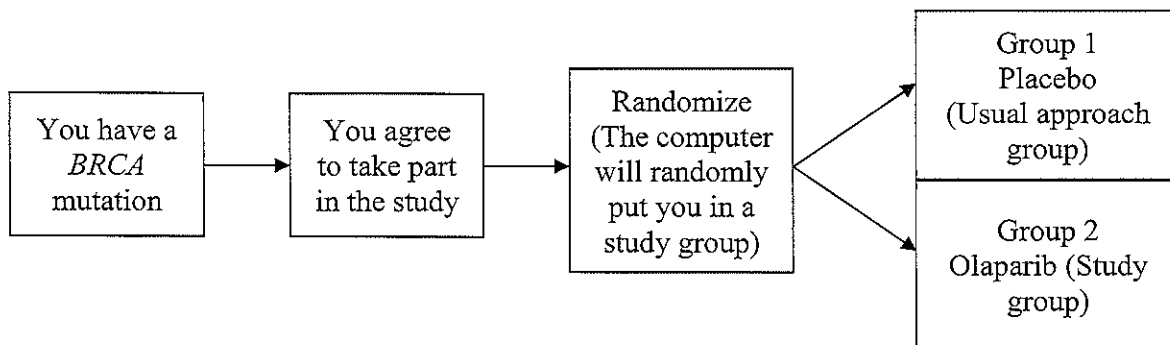 You have a
BRCA
mutation
You agree
to take part
in the study
Randomize
(The computer
will randomly
put you in a
study group)
Group 1
Placebo
(Usual approach
group)
Group 2
Olaparib (Study
group)